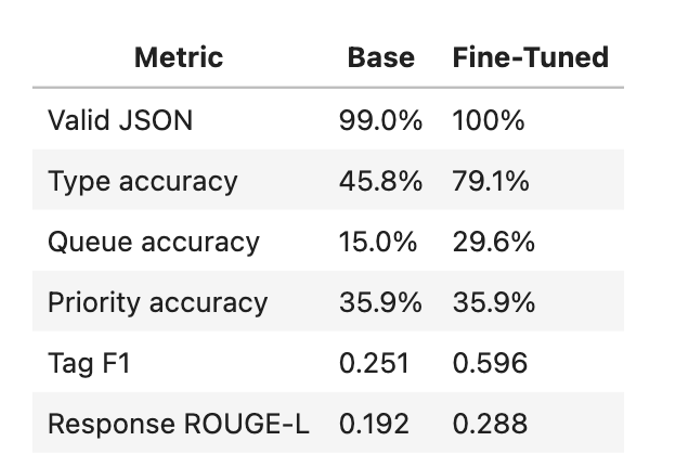 Metric Base Fine-Tuned
Valid JSON 99.0% 100%
Type accuracy 45.8% 79.1%
Queue accuracy 15.0% 29.6%
Priority accuracy 35.9% 35.9%
Tag F1 0.251 0.596
Response ROUGE-L 0.192 0.288